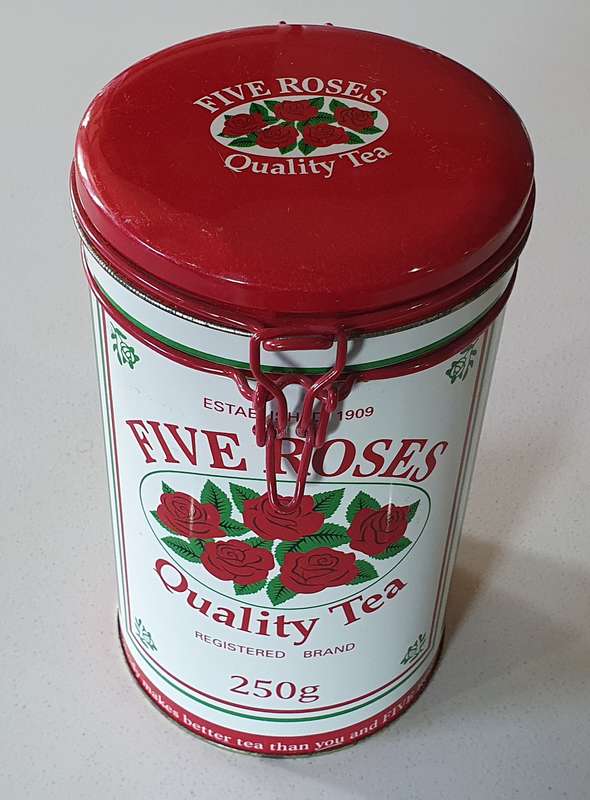 FIVE ROSES
Quality Tea
ESTABLISHED 1909
FIVE ROSES
Quality Tea
REGISTERED BRAND
250g
makes better tea than you and FIVE